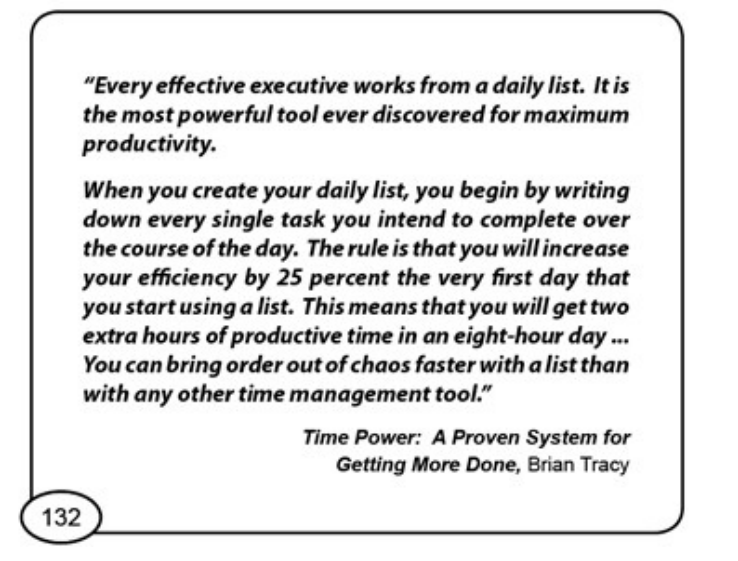 “Every effective executive works from a daily list. It is
the most powerful tool ever discovered for maximum
productivity.
When you create your daily list, you begin by writing
down every single task you intend to complete over
the course of the day. The rule is that you will increase
your efficiency by 25 percent the very first day that
you start using a list. This means that you will get two
extra hours of productive time in an eight-hour day ...
You can bring order out of chaos faster with a list than
with any other time management tool.”
Time Power: A Proven System for
Getting More Done, Brian Tracy
132